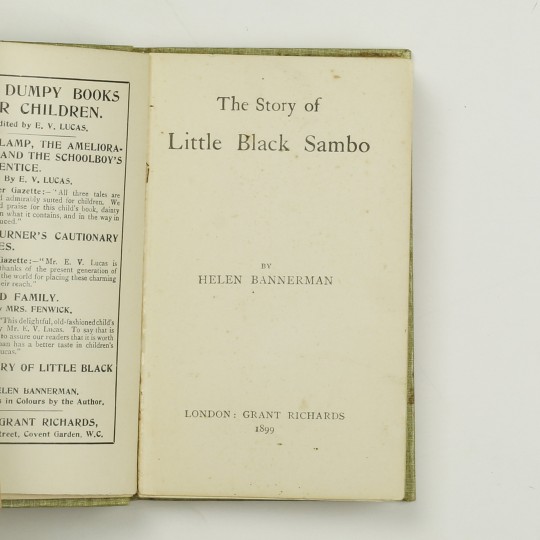 DUMPY BOOKS
R CHILDREN.
dited by E. V. LUCAS.
LAMP, THE AMELIORA-
AND THE SCHOOLBOY'S
ENTICE.
By E. V. LUCAS,
er Gazette:—"All three tales are
d admirably suited for children. We
d praise for this child's book, dainty
n what it contains, and in the way in
uced."
URNER'S CAUTIONARY
ES.
Gazette:—"Mr. E. V. Lucas is
thanks of the present generation of
the world for placing these charming
eir reach."
D FAMILY.
y MRS. FENWICK,
"This delightful, old-fashioned child's
y Mr. E. V. Lucas. To say that is
to assure our readers that it is worth
man has a better taste in children's
ucas."
RY OF LITTLE BLACK
ELEN BANNERMAN,
s in Colours by the Author,
GRANT RICHARDS,
treet, Covent Garden, W.C.
The Story of
Little Black Sambo
BY
HELEN BANNERMAN
LONDON: GRANT RICHARDS
1899